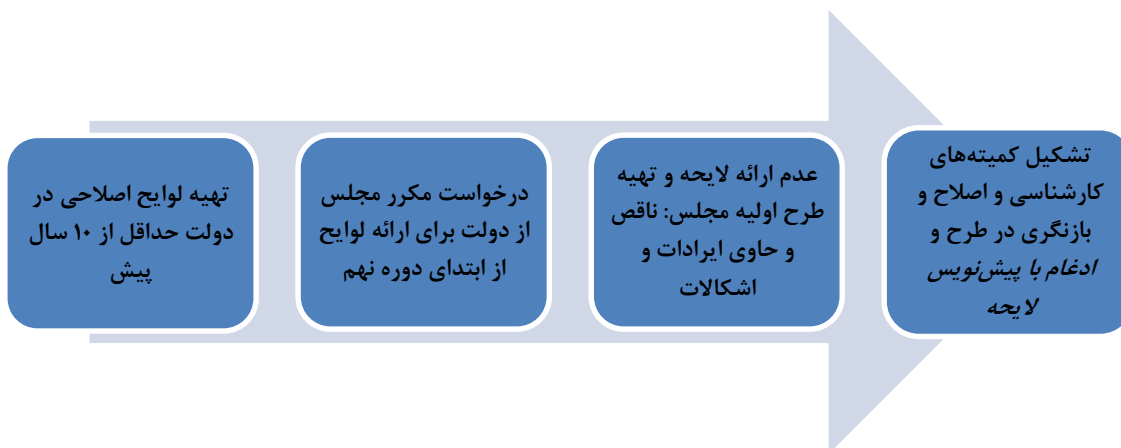 تهیه لوایح اصلاحی در
دولت حداقل از ۱۰ سال
پیش
درخواست مکرر مجلس
از دولت برای ارائه لوایح
از ابتدای دوره نهم
عدم ارائه لایحه و تهیه
طرح اولیه مجلس: ناقص
و حاوی ایرادات و
اشکالات
تشکیل کمیته‌های
کارشناسی و اصلاح و
بازنگری در طرح و
ادغام با پیش‌نویس
لایحه